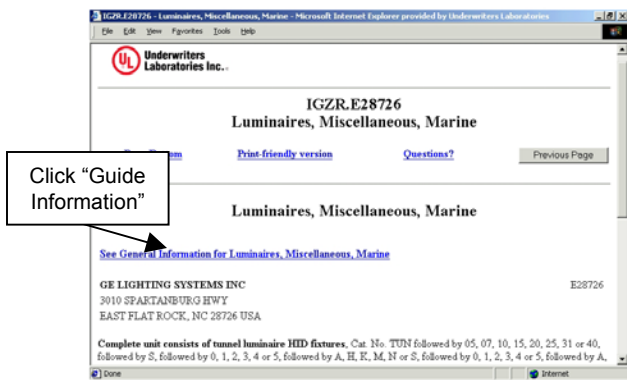 IGZR.E28726 - Luminaires, Miscellaneous, Marine - Microsoft Internet Explorer provided by Underwriters Laboratories
File Edit View Favorites Tools Help
UL
Underwriters
Laboratories Inc.
IGZR.E28726
Luminaires, Miscellaneous, Marine
Print-friendly version Questions? Previous Page
Click “Guide
Information”
Luminaires, Miscellaneous, Marine
See General Information for Luminaires, Miscellaneous, Marine
GE LIGHTING SYSTEMS INC E28726
3010 SPARTANBURG HWY
EAST FLAT ROCK, NC 28726 USA
Complete unit consists of tunnel luminaire HID fixtures, Cat. No. TUN followed by 05, 07, 10, 15, 20, 25, 31 or 40,
followed by S, followed by 0, 1, 2, 3, 4 or 5, followed by A, H, K, M, N or S, followed by 0, 1, 2, 3, 4 or 5, followed by A,
Done Internet